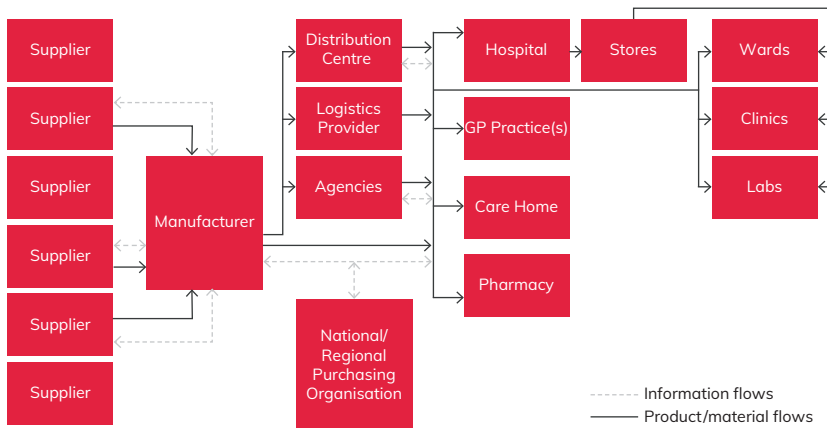 Supplier
Supplier
Supplier
Supplier
Supplier
Supplier
Manufacturer
Distribution
Centre
Logistics
Provider
Agencies
National/
Regional
Purchasing
Organisation
Hospital
Stores
GP Practice(s)
Care Home
Pharmacy
Wards
Clinics
Labs
Information flows
Product/material flows